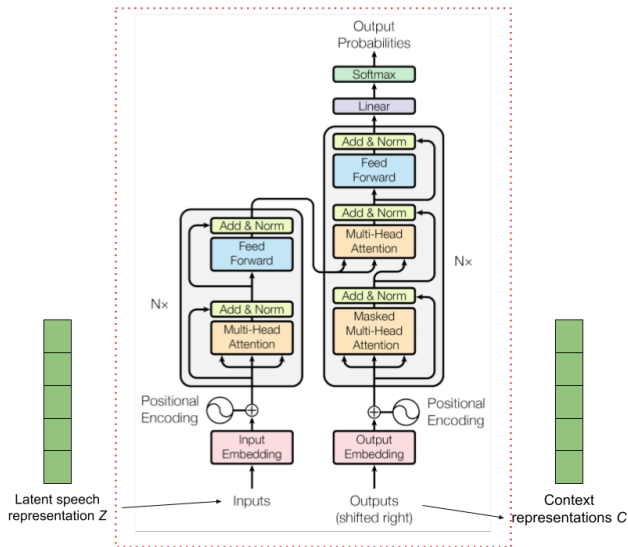 Output
Probabilities
Softmax
Linear
Add & Norm
Feed
Forward
Add & Norm
Multi-Head
Attention
Add & Norm
Masked
Multi-Head
Attention
N×
Add & Norm
Feed
Forward
N×
Add & Norm
Multi-Head
Attention
Positional
Encoding
Positional
Encoding
Input
Embedding
Output
Embedding
Inputs
Outputs
(shifted right)
Latent speech
representation Z
Context
representations C